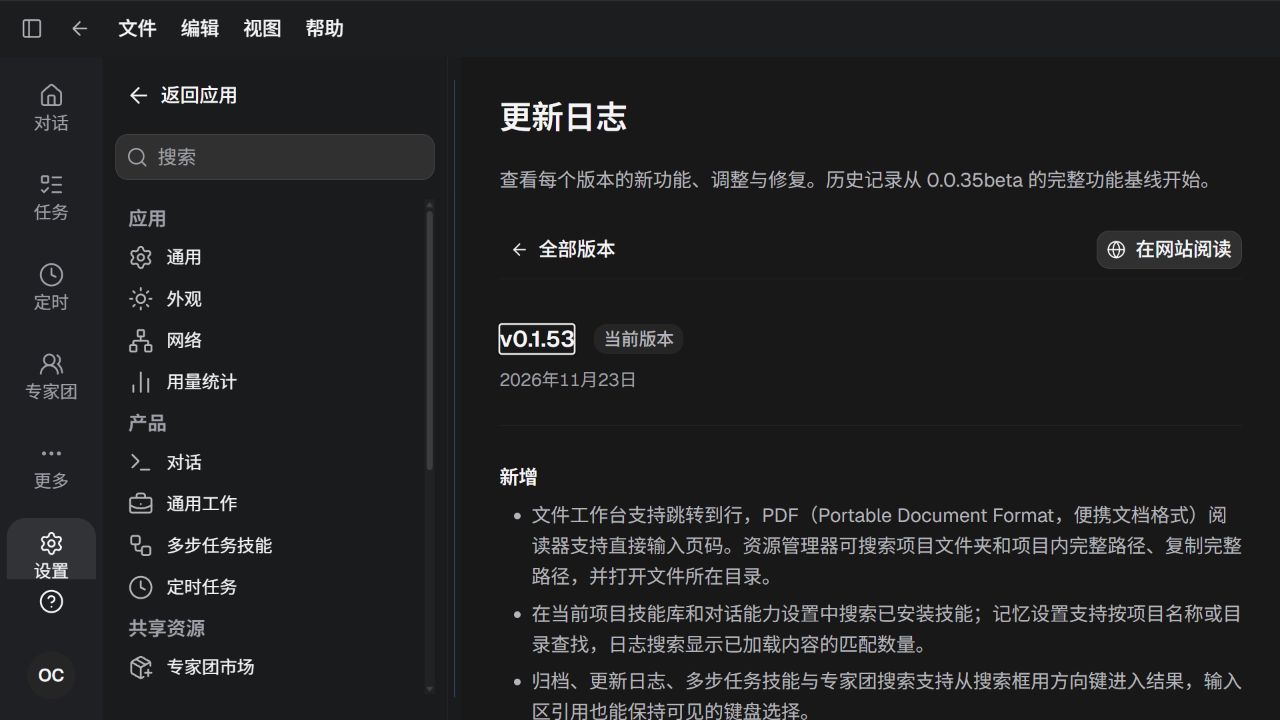 文件 编辑 视图 帮助
对话
任务
定时
专家团
更多
设置
OC
返回应用
搜索
应用
通用
外观
网络
用量统计
产品
对话
通用工作
多步任务技能
定时任务
共享资源
专家团市场
更新日志
查看每个版本的新功能、调整与修复。历史记录从 0.0.35beta 的完整功能基线开始。
全部版本
在网站阅读
v0.1.53 当前版本
2026年11月23日
新增
文件工作台支持跳转到行，PDF（Portable Document Format，便携文档格式）阅
读器支持直接输入页码。资源管理器可搜索项目文件夹和项目内完整路径、复制完整
路径，并打开文件所在目录。
在当前项目技能库和对话能力设置中搜索已安装技能；记忆设置支持按项目名称或目
录查找，日志搜索显示已加载内容的匹配数量。
归档、更新日志、多步任务技能与专家团搜索支持从搜索框用方向键进入结果，输入
区引用也能保持可见的键盘选择。